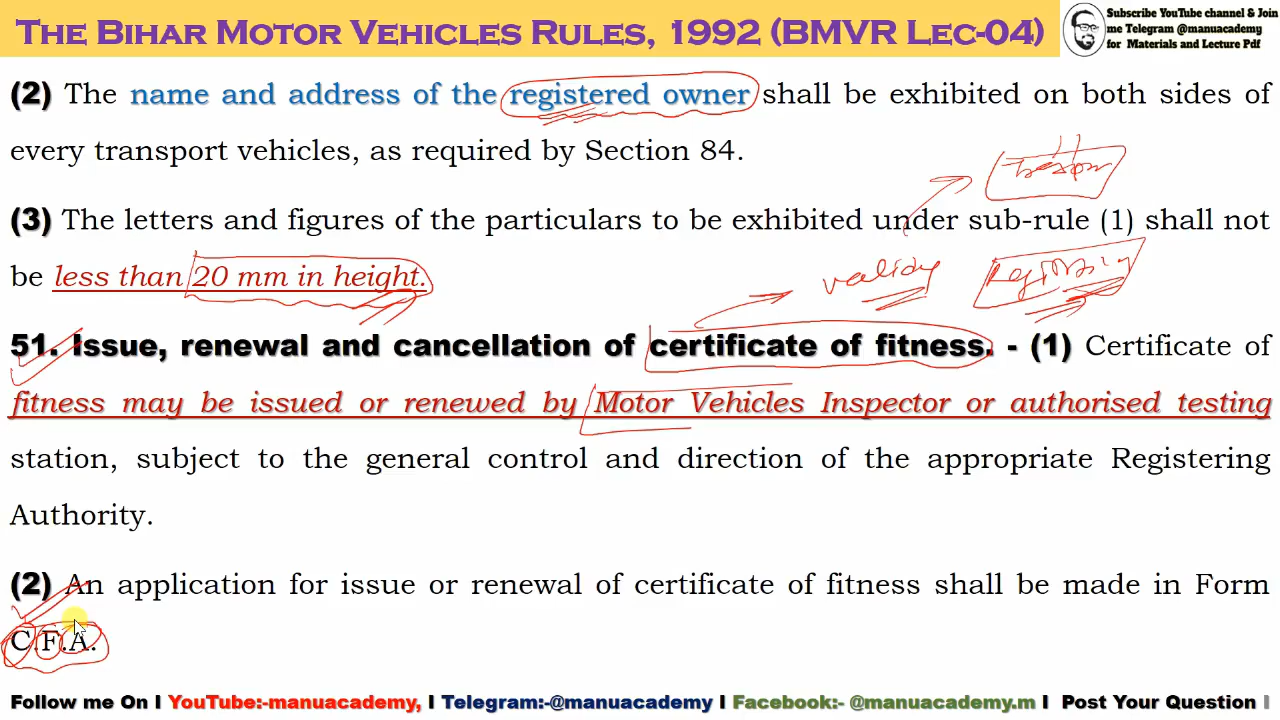 THE BIHAR MOTOR VEHICLES RULES, 1992 (BMVR LEC-04)
Subscribe YouTube channel & Join
me Telegram @manuacademy
for Materials and Lecture Pdf
(2) The name and address of the registered owner shall be exhibited on both sides of
every transport vehicles, as required by Section 84.
(3) The letters and figures of the particulars to be exhibited under sub-rule (1) shall not
be less than 20 mm in height.
51. Issue, renewal and cancellation of certificate of fitness. - (1) Certificate of
fitness may be issued or renewed by Motor Vehicles Inspector or authorised testing
station, subject to the general control and direction of the appropriate Registering
Authority.
(2) An application for issue or renewal of certificate of fitness shall be made in Form
C.F.A.
Follow me On I YouTube:-manuacademy, I Telegram:-@manuacademy I Facebook:- @manuacademy.m I Post Your Question I